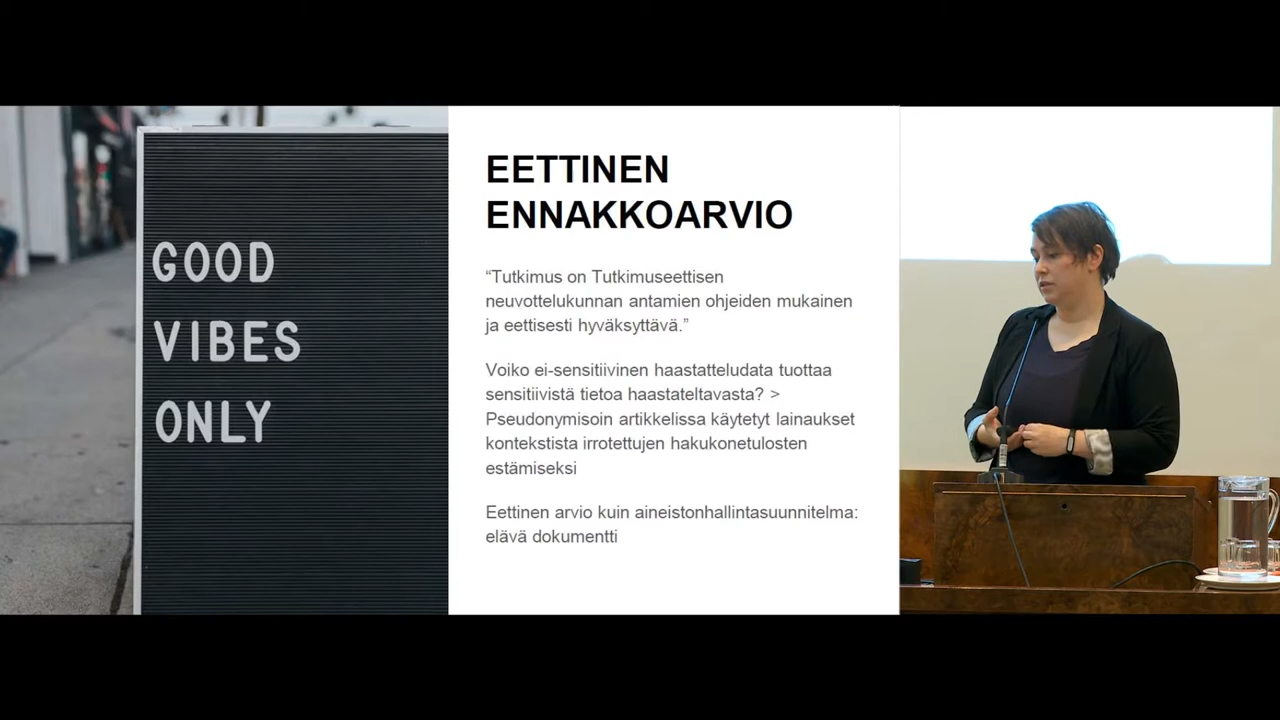 GOOD
VIBES
ONLY
EETTINEN
ENNAKKOARVIO
“Tutkimus on Tutkimuseettisen
neuvottelukunnan antamien ohjeiden mukainen
ja eettisesti hyväksyttävä.”
Voiko ei-sensitiivinen haastatteludata tuottaa
sensitiivistä tietoa haastateltavasta? >
Pseudonymisoin artikkelissa käytetyt lainaukset
kontekstista irrotettujen hakukonetulosten
estämiseksi
Eettinen arvio kuin aineistonhallintasuunnitelma:
elävä dokumentti